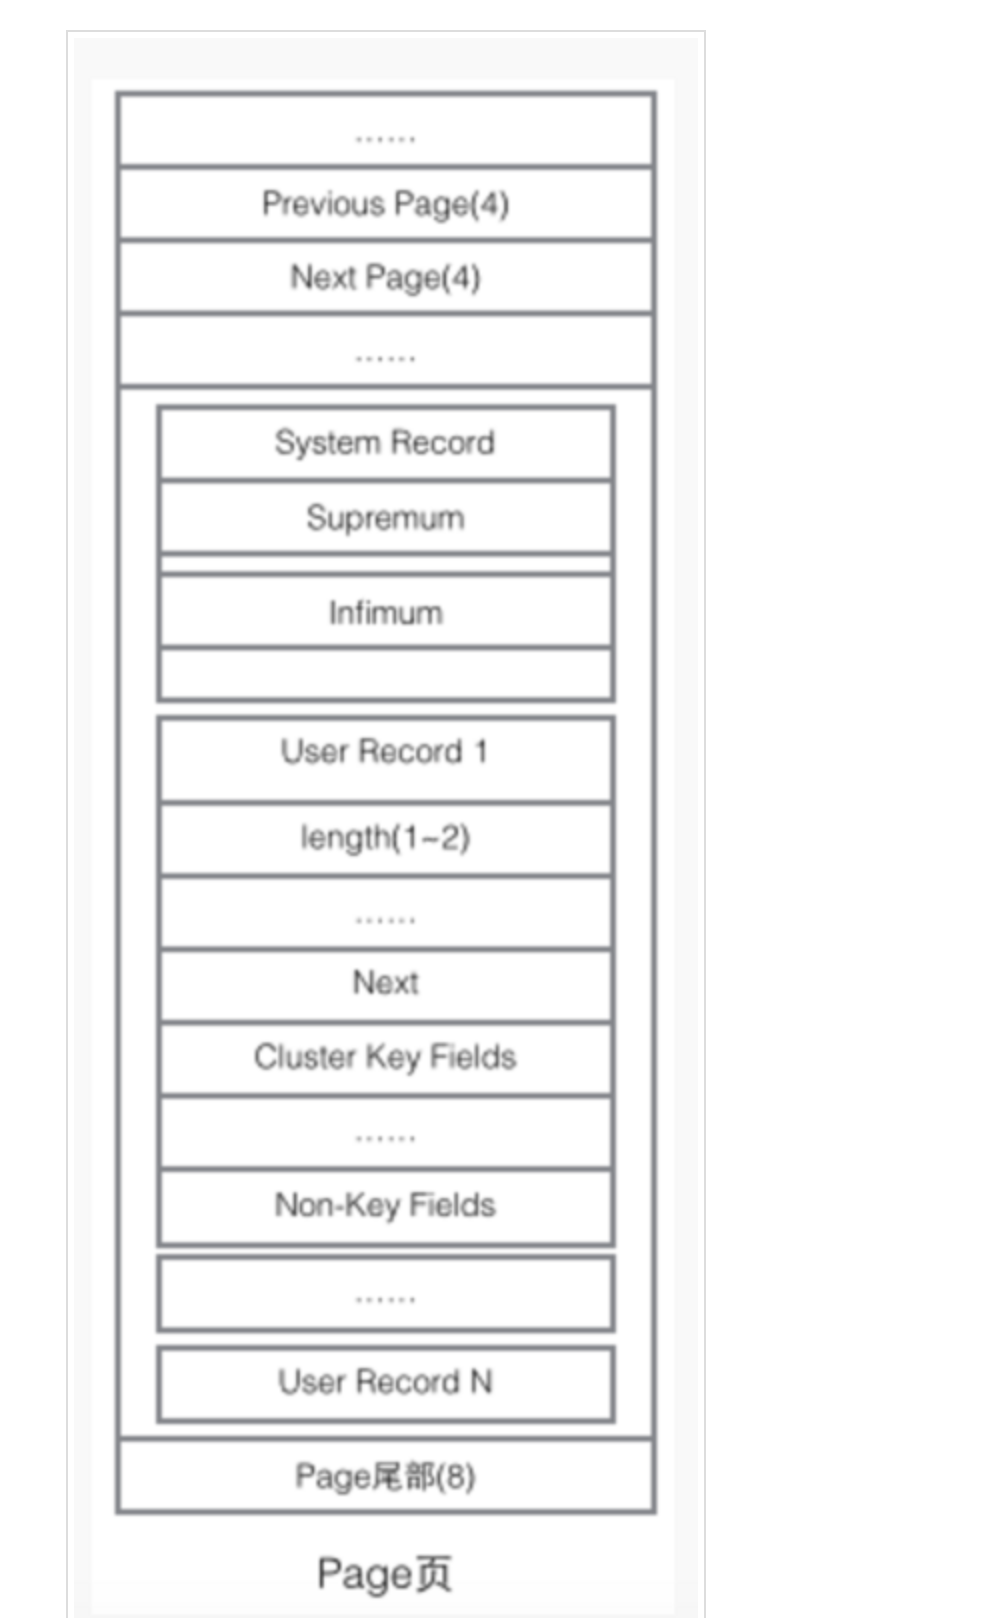 ......
Previous Page(4)
Next Page(4)
......
System Record
Supremum
Infimum
User Record 1
length(1~2)
......
Next
Cluster Key Fields
......
Non-Key Fields
......
User Record N
Page尾部(8)
Page页